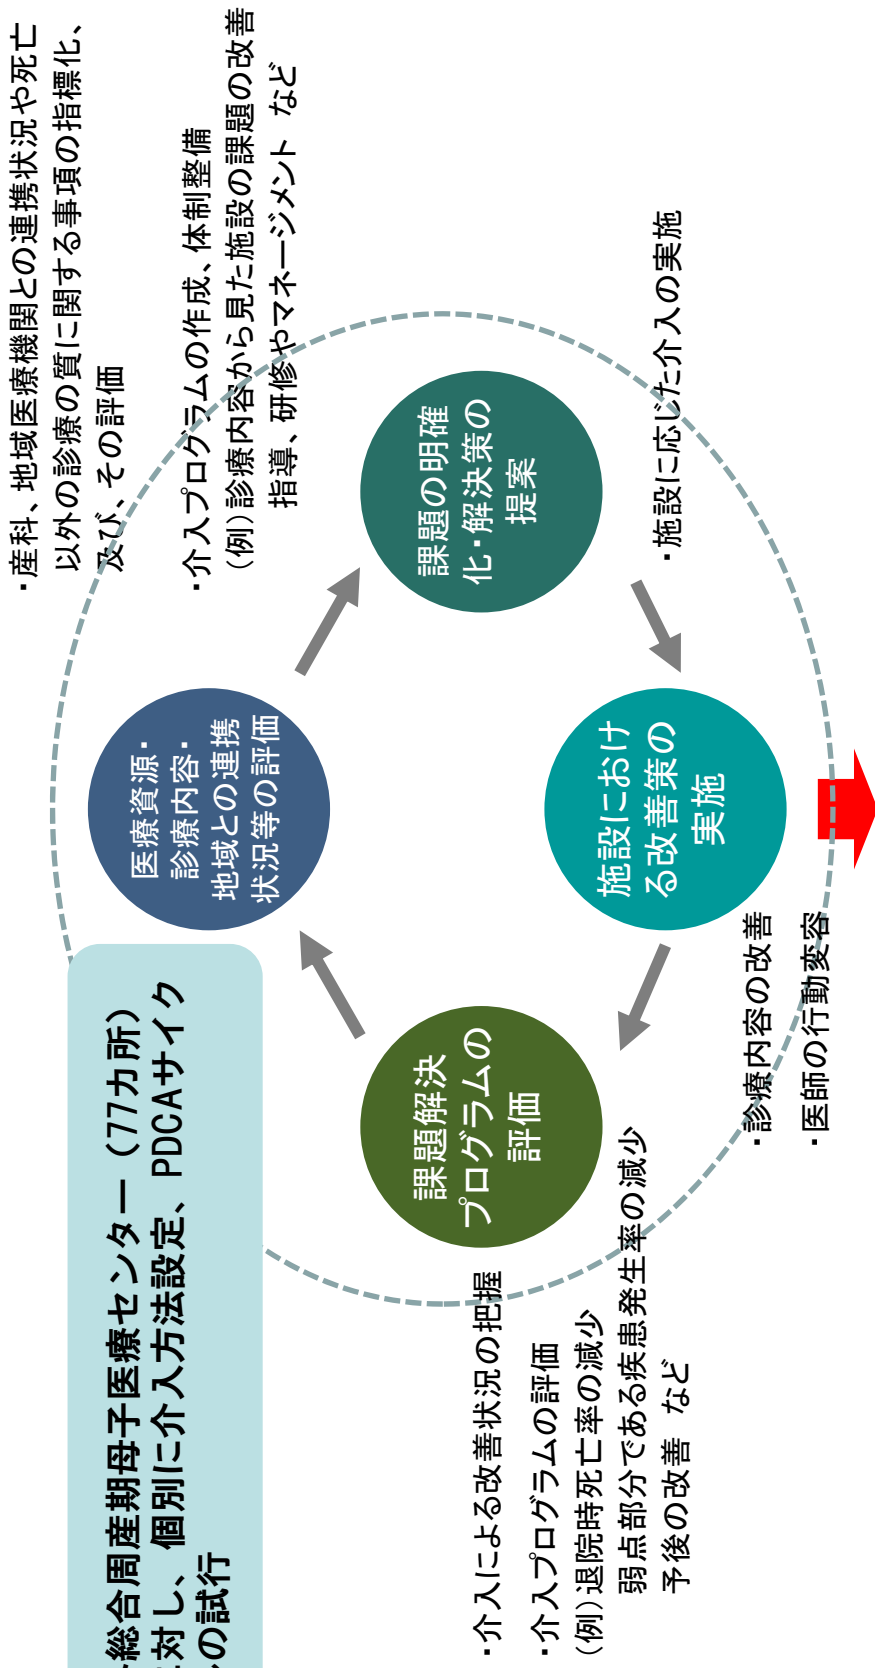 総合周産期母子医療センター（77カ所）
対し、個別に介入方法設定、PDCAサイク
の試行
・産科、地域医療機関との連携状況や死亡
以外の診療の質に関する事項の指標化、
及び、その評価
医療資源・
診療内容・
地域との連携
状況等の評価
・介入プログラムの作成、体制整備
(例)診療内容から見た施設の課題の改善
指導、研修やマネージメント など
課題の明確
化・解決策の
提案
課題解決
プログラムの
評価
・介入による改善状況の把握
・介入プログラムの評価
(例)退院時死亡率の減少
弱点部分である疾患発生率の減少
予後の改善 など
施設におけ
る改善策の
実施
・施設に応じた介入の実施
・診療内容の改善
・医師の行動変容